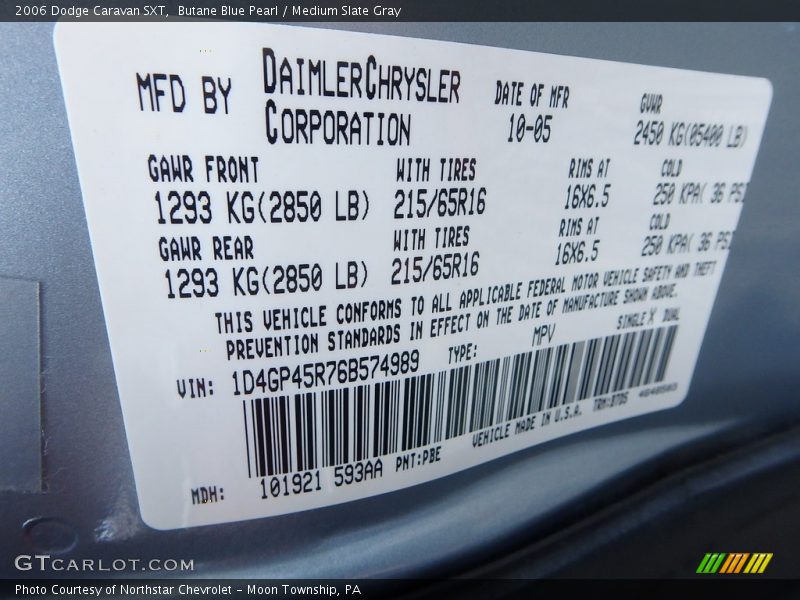 2006 Dodge Caravan SXT,  Butane Blue Pearl / Medium Slate Gray
MFD BY DAIMLERCHRYSLER CORPORATION
DATE OF MFR 10-05
GVWR 2450 KG(05400 LB)
GAWR FRONT WITH TIRES RIMS AT COLD
1293 KG(2850 LB) 215/65R16 16X6.5 250 KPA( 36 PSI
GAWR REAR WITH TIRES RIMS AT COLD
1293 KG(2850 LB) 215/65R16 16X6.5 250 KPA( 36 PSI
THIS VEHICLE CONFORMS TO ALL APPLICABLE FEDERAL MOTOR VEHICLE SAFETY AND THEFT
PREVENTION STANDARDS IN EFFECT ON THE DATE OF MANUFACTURE SHOWN ABOVE.
VIN: 1D4GP45R76B574989 TYPE: MPV SINGLE X DUAL
MDH: 101921 593AA PNT:PBE VEHICLE MADE IN U.S.A.
GTCARLOT.COM
Photo Courtesy of Northstar Chevrolet - Moon Township, PA